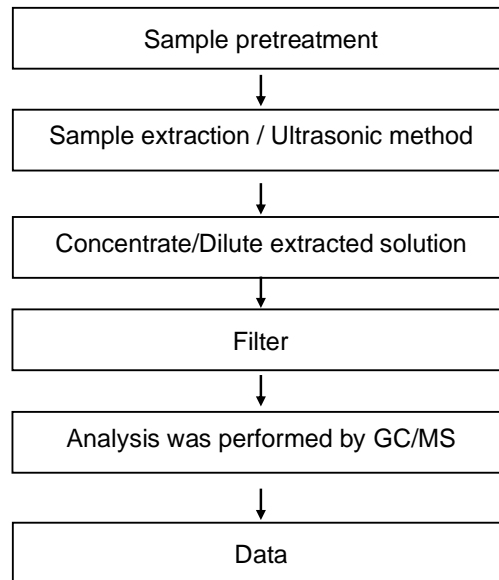 Sample pretreatment
Sample extraction / Ultrasonic method
Concentrate/Dilute extracted solution
Filter
Analysis was performed by GC/MS
Data